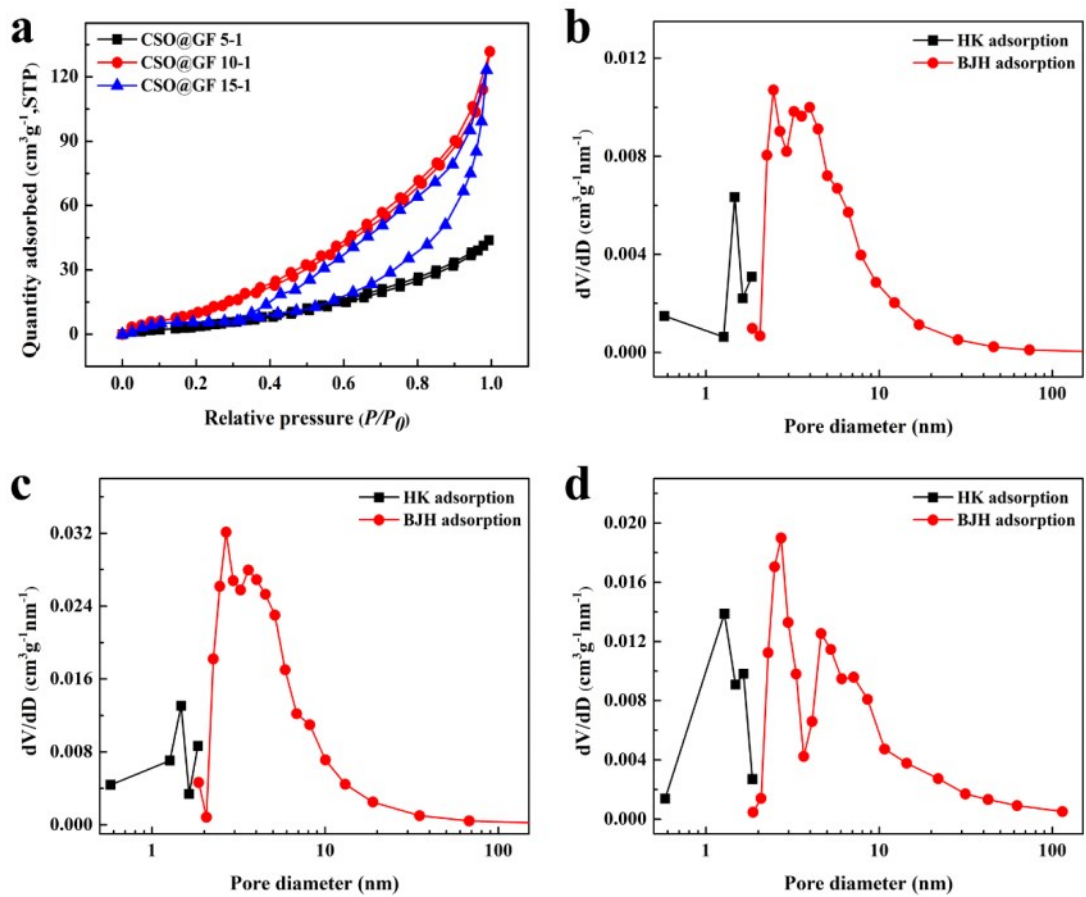 a
CSO@GF 5-1
CSO@GF 10-1
CSO@GF 15-1
Quantity adsorbed (cm³g⁻¹,STP)
120
90
60
30
0
0.0 0.2 0.4 0.6 0.8 1.0
Relative pressure (P/P₀)
b
HK adsorption
BJH adsorption
dV/dD (cm³g⁻¹nm⁻¹)
0.012
0.008
0.004
0.000
1 10 100
Pore diameter (nm)
c
HK adsorption
BJH adsorption
dV/dD (cm³g⁻¹nm⁻¹)
0.032
0.024
0.016
0.008
0.000
1 10 100
Pore diameter (nm)
d
HK adsorption
BJH adsorption
dV/dD (cm³g⁻¹nm⁻¹)
0.020
0.016
0.012
0.008
0.004
0.000
1 10 100
Pore diameter (nm)